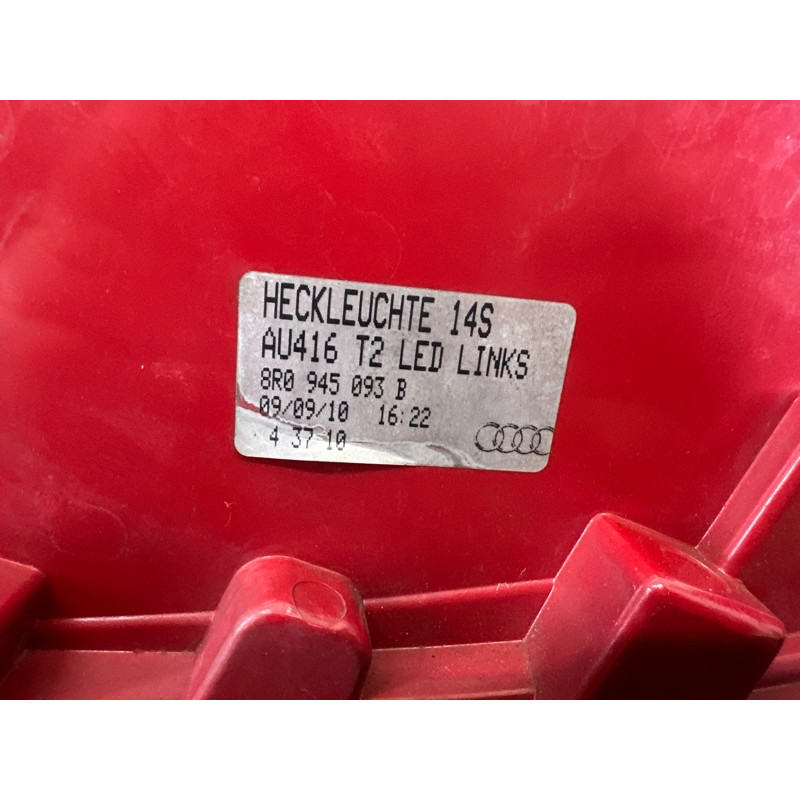 HECKLEUCHTE 14S
AU416 T2 LED LINKS
8R0 945 093 B
09/09/10 16:22
4 37 10